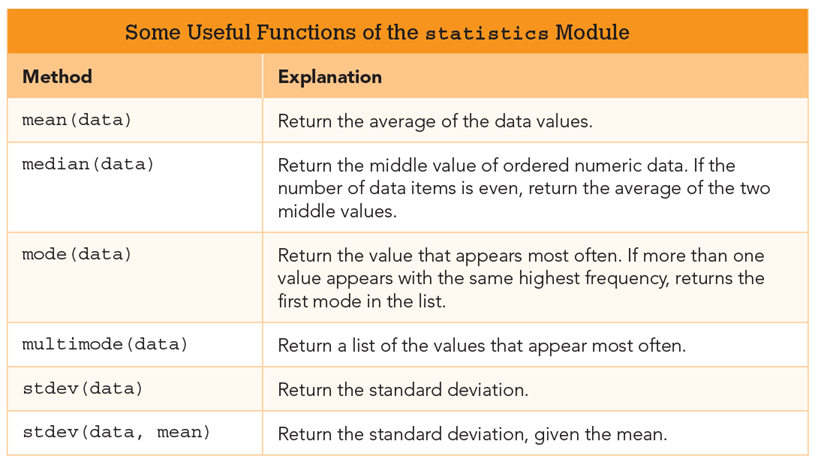 Some Useful Functions of the statistics Module
Method
Explanation
mean(data)
Return the average of the data values.
median(data)
Return the middle value of ordered numeric data. If the
number of data items is even, return the average of the two
middle values.
mode(data)
Return the value that appears most often. If more than one
value appears with the same highest frequency, returns the
first mode in the list.
multimode(data)
Return a list of the values that appear most often.
stdev(data)
Return the standard deviation.
stdev(data, mean)
Return the standard deviation, given the mean.